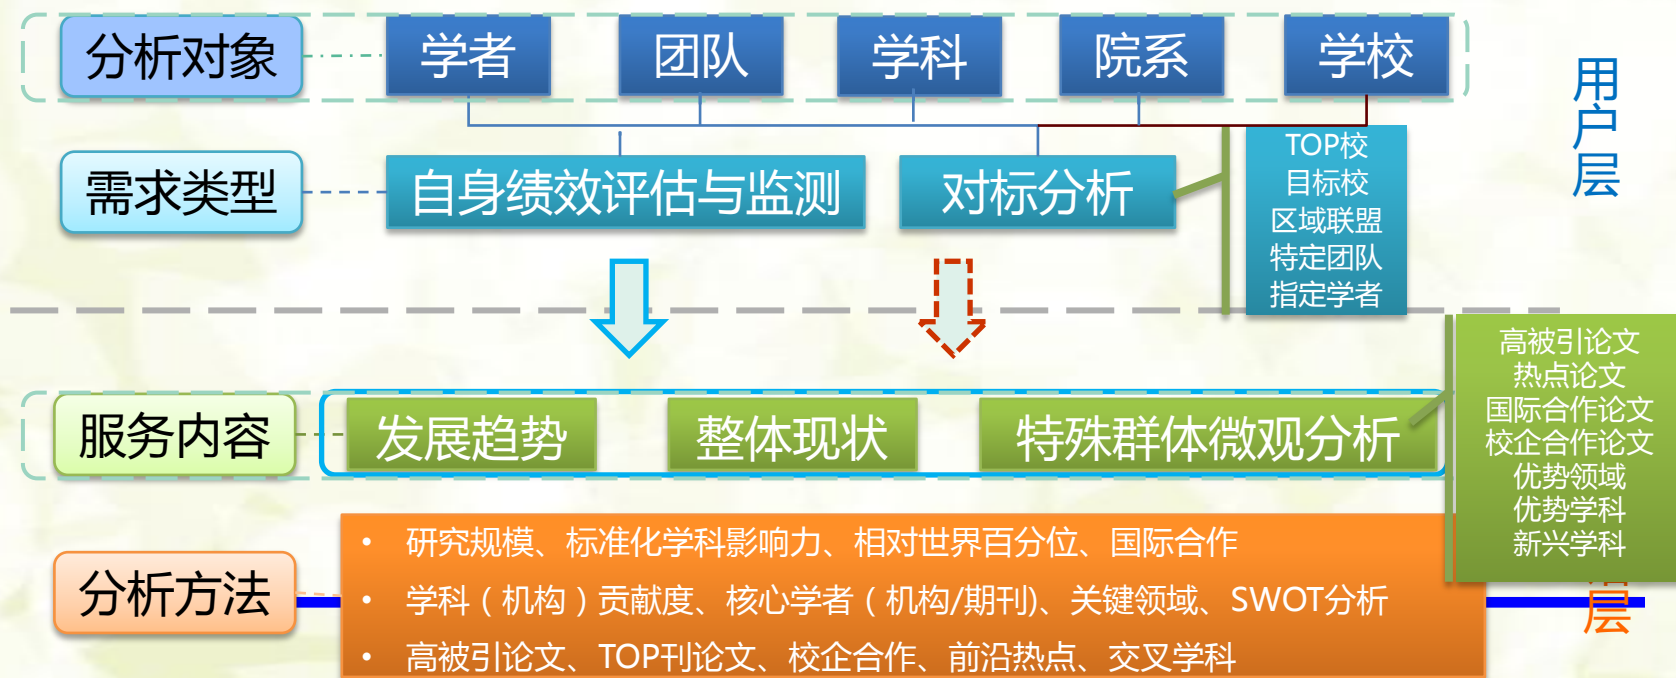 分析对象
学者
团队
学科
院系
学校
用
户
层
需求类型
自身绩效评估与监测
对标分析
TOP校
目标校
区域联盟
特定团队
指定学者
服务内容
发展趋势
整体现状
特殊群体微观分析
高被引论文
热点论文
国际合作论文
校企合作论文
优势领域
优势学科
新兴学科
分析方法
• 研究规模、标准化学科影响力、相对世界百分位、国际合作
• 学科（机构）贡献度、核心学者（机构/期刊)、关键领域、SWOT分析
• 高被引论文、TOP刊论文、校企合作、前沿热点、交叉学科
层